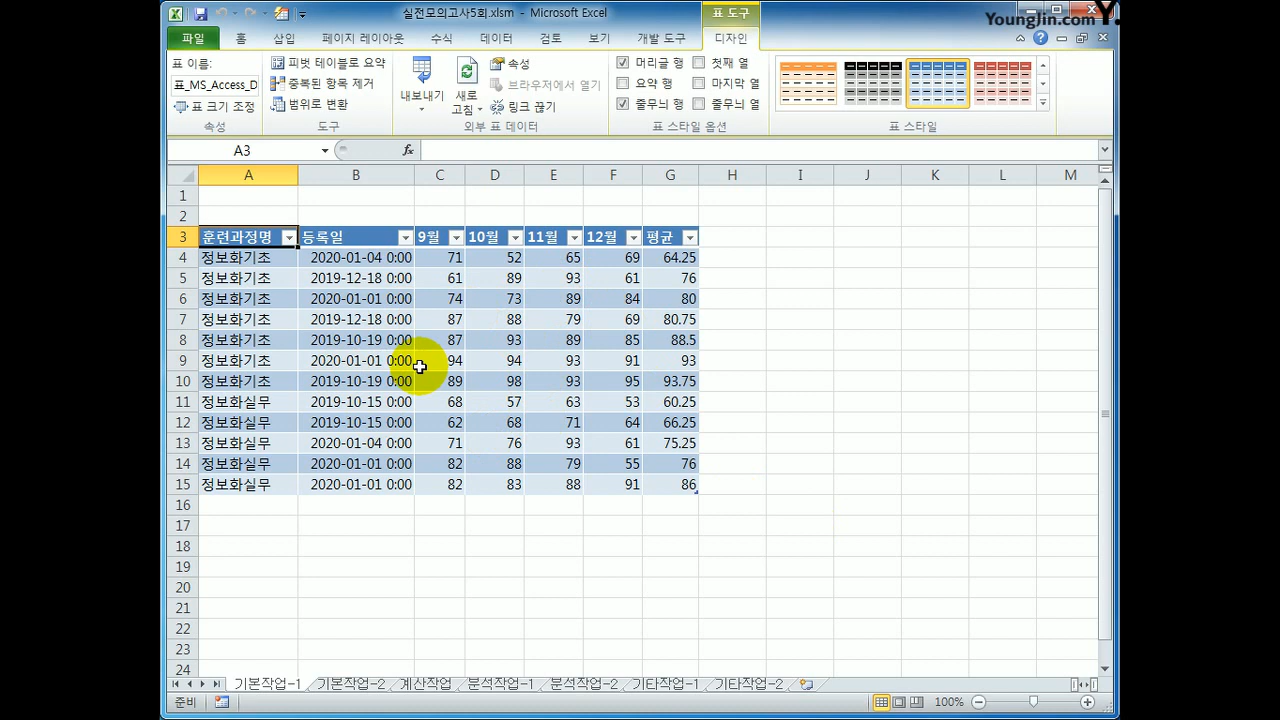 실전모의고사5회.xlsm - Microsoft Excel
표 도구
YoungJin.com Y.
파일 홈 삽입 페이지 레이아웃 수식 데이터 검토 보기 개발 도구 디자인
표 이름:
표_MS_Access_D
표 크기 조정
속성
피벗 테이블로 요약
중복된 항목 제거
범위로 변환
도구
내보내기
새로
고침
속성
브라우저에서 열기
링크 끊기
외부 표 데이터
머리글 행 첫째 열
요약 행 마지막 열
줄무늬 행 줄무늬 열
표 스타일 옵션
표 스타일
A3 fx
A B C D E F G H I J K L M
1
2
3 훈련과정명 등록일 9월 10월 11월 12월 평균
4 정보화기초 2020-01-04 0:00 71 52 65 69 64.25
5 정보화기초 2019-12-18 0:00 61 89 93 61 76
6 정보화기초 2020-01-01 0:00 74 73 89 84 80
7 정보화기초 2019-12-18 0:00 87 88 79 69 80.75
8 정보화기초 2019-10-19 0:00 87 93 89 85 88.5
9 정보화기초 2020-01-01 0:00 94 94 93 91 93
10 정보화기초 2019-10-19 0:00 89 98 93 95 93.75
11 정보화실무 2019-10-15 0:00 68 57 63 53 60.25
12 정보화실무 2019-10-15 0:00 62 68 71 64 66.25
13 정보화실무 2020-01-04 0:00 71 76 93 61 75.25
14 정보화실무 2020-01-01 0:00 82 88 79 55 76
15 정보화실무 2020-01-01 0:00 82 83 88 91 86
16
17
18
19
20
21
22
23
24
기본작업-1 기본작업-2 계산작업 분석작업-1 분석작업-2 기타작업-1 기타작업-2
준비 100%